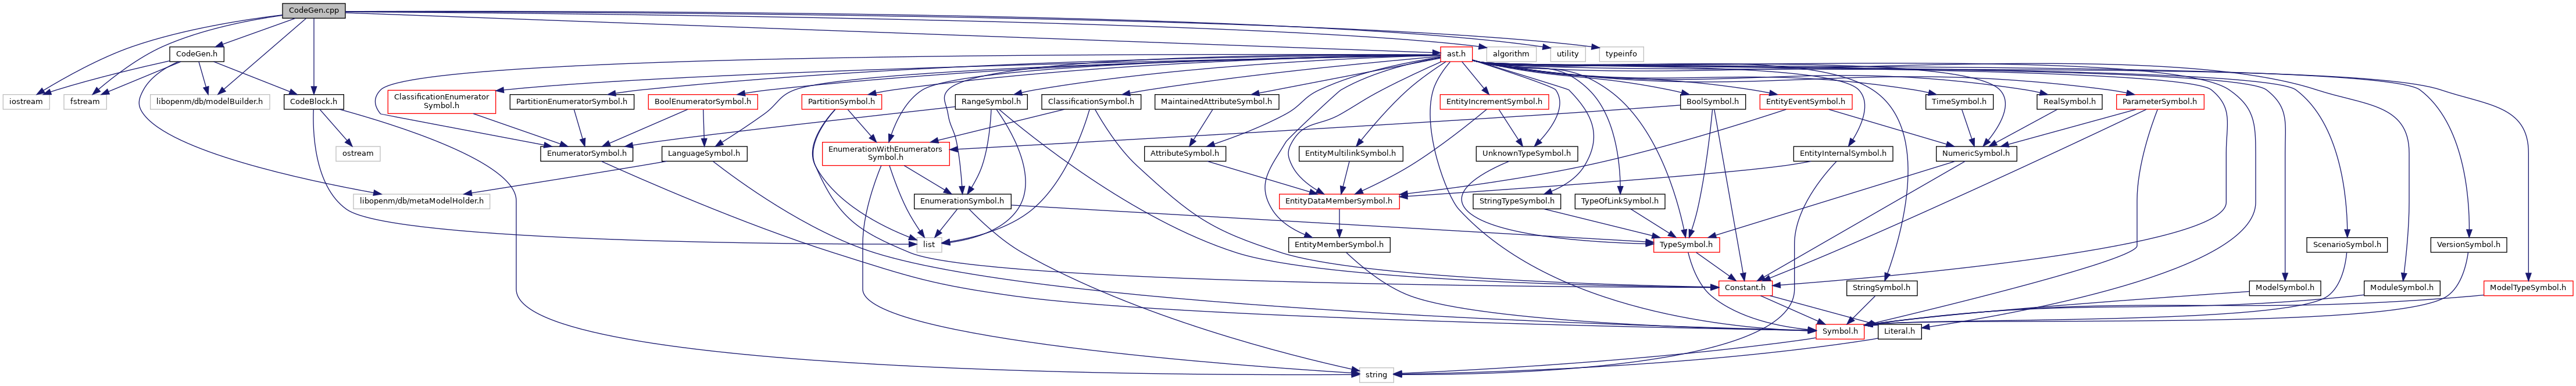 CodeGen.cpp
CodeGen.h
ast.h
algorithm
utility
typeinfo
iostream
fstream
libopenm/db/modelBuilder.h
CodeBlock.h
ClassificationEnumerator
Symbol.h
PartitionEnumeratorSymbol.h
BoolEnumeratorSymbol.h
PartitionSymbol.h
RangeSymbol.h
ClassificationSymbol.h
MaintainedAttributeSymbol.h
EntityIncrementSymbol.h
BoolSymbol.h
EntityEventSymbol.h
TimeSymbol.h
RealSymbol.h
ParameterSymbol.h
ostream
EnumeratorSymbol.h
LanguageSymbol.h
EnumerationWithEnumerators
Symbol.h
AttributeSymbol.h
EntityMultilinkSymbol.h
UnknownTypeSymbol.h
EntityInternalSymbol.h
NumericSymbol.h
libopenm/db/metaModelHolder.h
EnumerationSymbol.h
EntityDataMemberSymbol.h
StringTypeSymbol.h
TypeOfLinkSymbol.h
list
EntityMemberSymbol.h
TypeSymbol.h
ScenarioSymbol.h
VersionSymbol.h
Constant.h
StringSymbol.h
ModelSymbol.h
ModuleSymbol.h
ModelTypeSymbol.h
Symbol.h
Literal.h
string